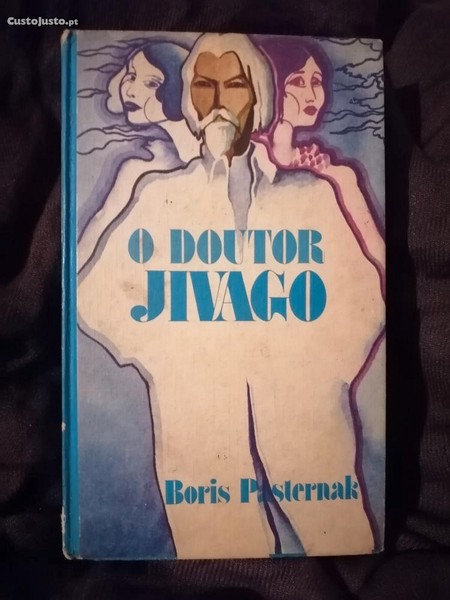 CustoJusto.pt
O DOUTOR
JIVAGO
Boris Pasternak